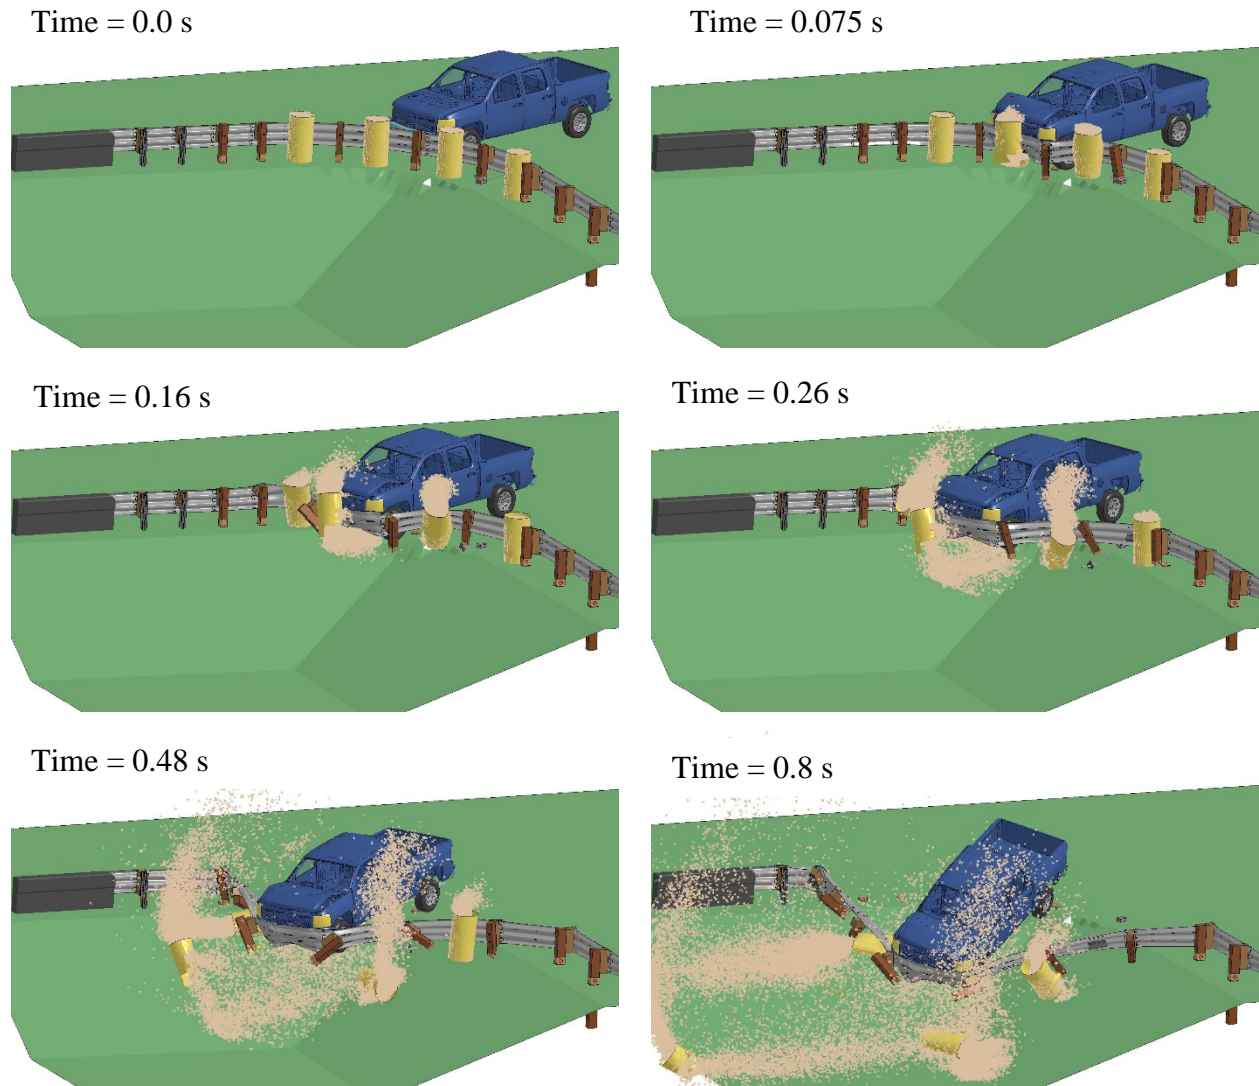 Time = 0.0 s
Time = 0.075 s
Time = 0.16 s
Time = 0.26 s
Time = 0.48 s
Time = 0.8 s